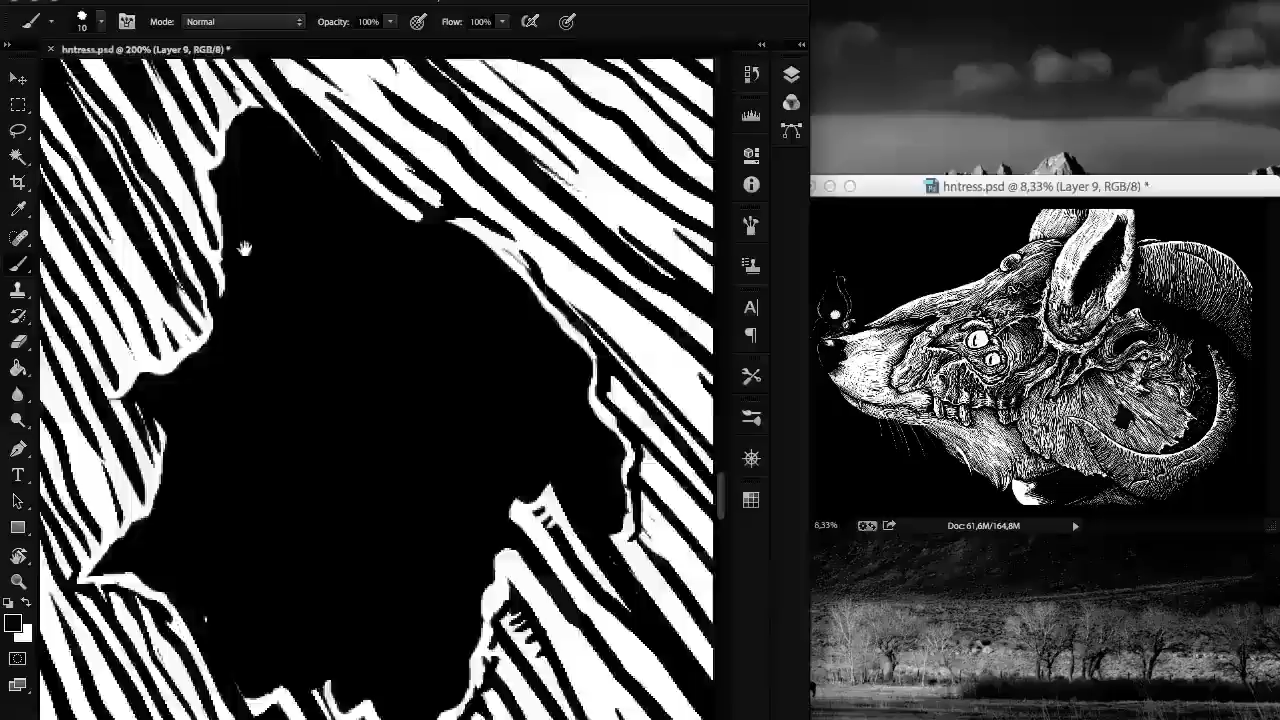 10 Mode: Normal Opacity: 100% Flow: 100%
× hntress.psd @ 200% (Layer 9, RGB/8) *
hntress.psd @ 8,33% (Layer 9, RGB/8) *
A
T
8,33% Doc: 61,6M/164,8M